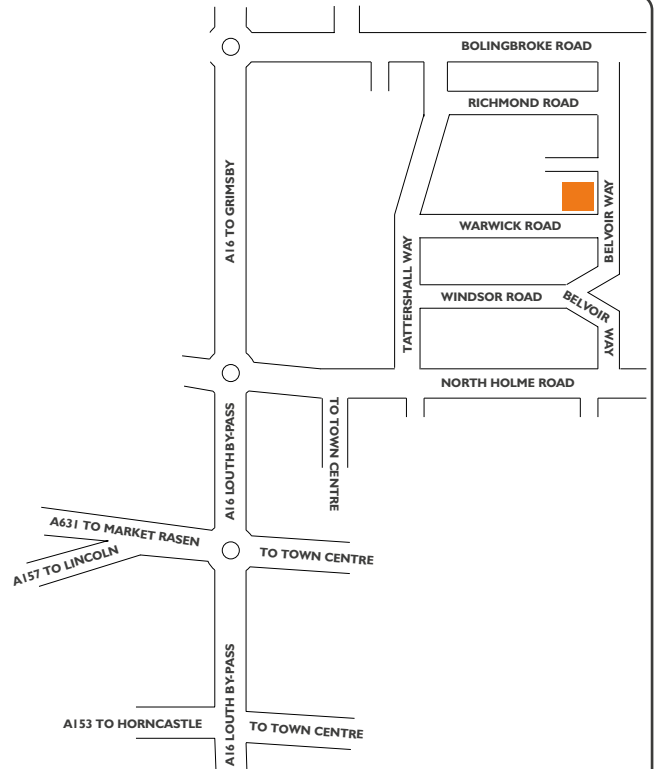 BOLINGBROKE ROAD
RICHMOND ROAD
A16 TO GRIMSBY
BELVOIR WAY
WARWICK ROAD
TATTERSHALL WAY
WINDSOR ROAD
BELVOIR
WAY
NORTH HOLME ROAD
A16 LOUTH BY-PASS
TO TOWN CENTRE
A631 TO MARKET RASEN
TO TOWN CENTRE
A157 TO LINCOLN
A16 LOUTH BY-PASS
A153 TO HORNCASTLE
TO TOWN CENTRE